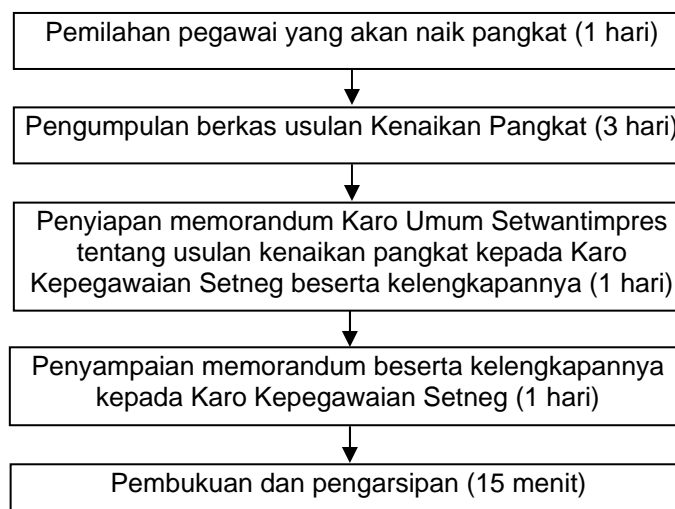 Pemilahan pegawai yang akan naik pangkat (1 hari)
Pengumpulan berkas usulan Kenaikan Pangkat (3 hari)
Penyiapan memorandum Karo Umum Setwantimpres
tentang usulan kenaikan pangkat kepada Karo
Kepegawaian Setneg beserta kelengkapannya (1 hari)
Penyampaian memorandum beserta kelengkapannya
kepada Karo Kepegawaian Setneg (1 hari)
Pembukuan dan pengarsipan (15 menit)